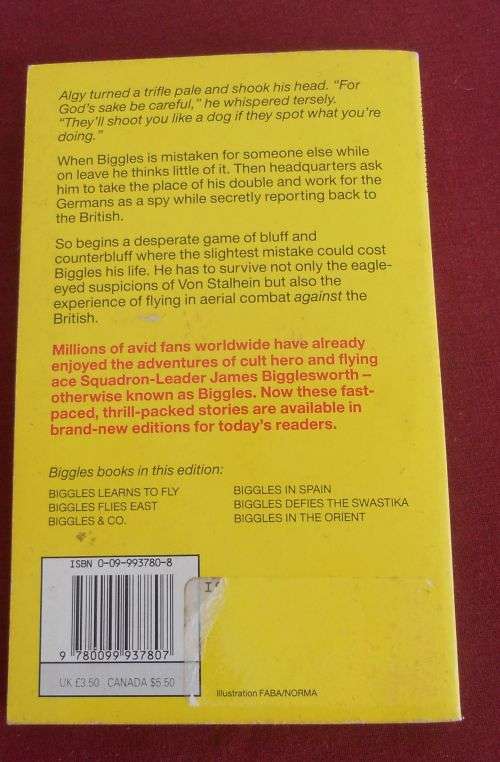 Algy turned a trifle pale and shook his head. "For
God's sake be careful," he whispered tersely.
"They'll shoot you like a dog if they spot what you're
doing."
When Biggles is mistaken for someone else while
on leave he thinks little of it. Then headquarters ask
him to take the place of his double and work for the
Germans as a spy while secretly reporting back to
the British.
So begins a desperate game of bluff and
counterbluff where the slightest mistake could cost
Biggles his life. He has to survive not only the eagle-
eyed suspicions of Von Stalhein but also the
experience of flying in aerial combat against the
British.
Millions of avid fans worldwide have already
enjoyed the adventures of cult hero and flying
ace Squadron-Leader James Bigglesworth –
otherwise known as Biggles. Now these fast-
paced, thrill-packed stories are available in
brand-new editions for today's readers.
Biggles books in this edition:
BIGGLES LEARNS TO FLY
BIGGLES FLIES EAST
BIGGLES & CO.
BIGGLES IN SPAIN
BIGGLES DEFIES THE SWASTIKA
BIGGLES IN THE ORIENT
ISBN 0-09-993780-8
9 780099 937807
UK £3.50 CANADA $5.50
Illustration FABA/NORMA